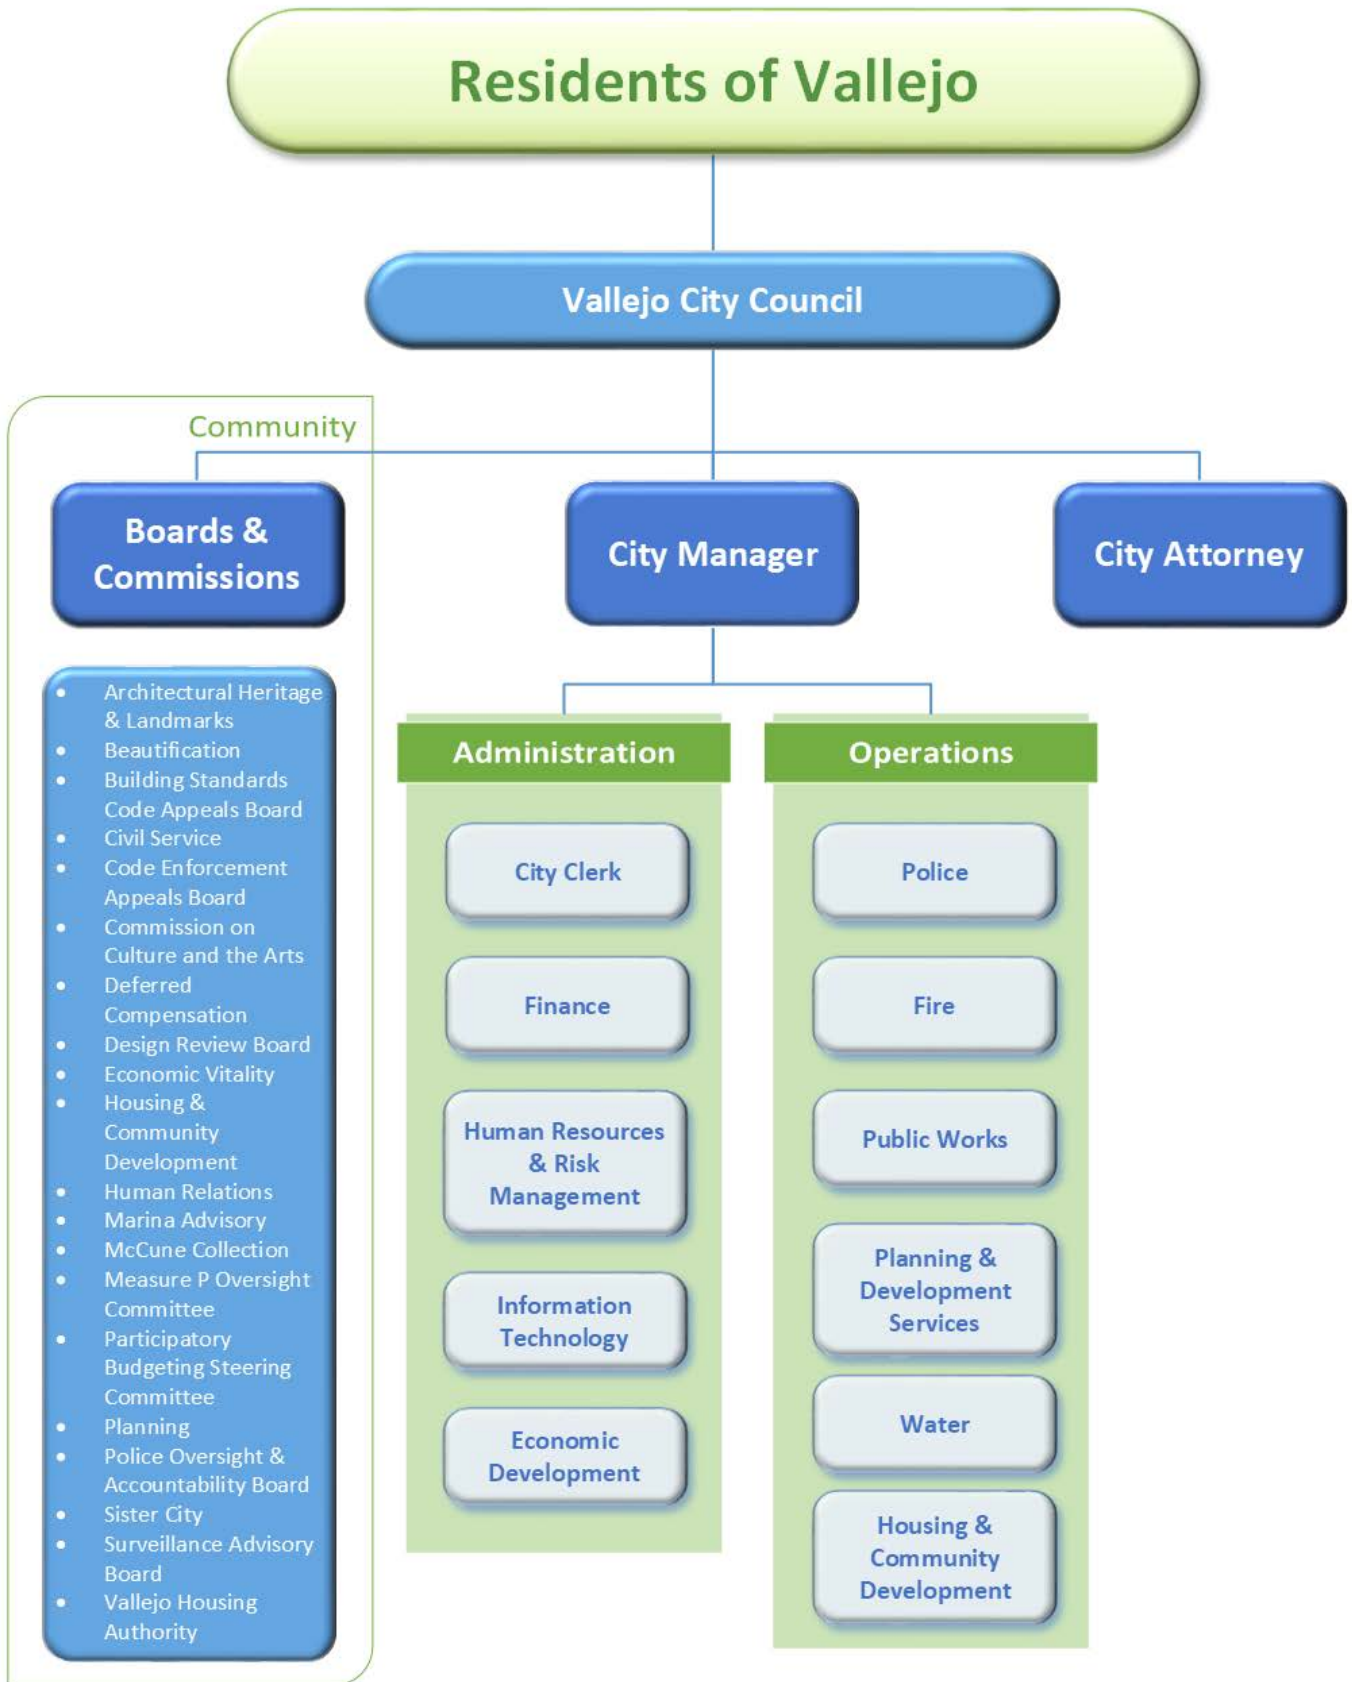 Residents of Vallejo
Vallejo City Council
Community
Boards &
Commissions
City Manager
City Attorney
• Architectural Heritage
& Landmarks
• Beautification
• Building Standards
Code Appeals Board
• Civil Service
• Code Enforcement
Appeals Board
• Commission on
Culture and the Arts
• Deferred
Compensation
• Design Review Board
• Economic Vitality
• Housing &
Community
Development
• Human Relations
• Marina Advisory
• McCune Collection
• Measure P Oversight
Committee
• Participatory
Budgeting Steering
Committee
• Planning
• Police Oversight &
Accountability Board
• Sister City
• Surveillance Advisory
Board
• Vallejo Housing
Authority
Administration
City Clerk
Finance
Human Resources
& Risk
Management
Information
Technology
Economic
Development
Operations
Police
Fire
Public Works
Planning &
Development
Services
Water
Housing &
Community
Development